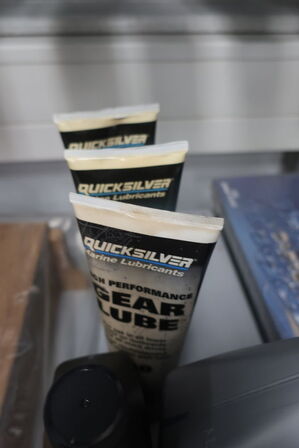 QUICKSILVER
QUICKSILVER
Marine Lubricants
QUICKSILVER
Marine Lubricants
HIGH PERFORMANCE
GEAR
LUBE